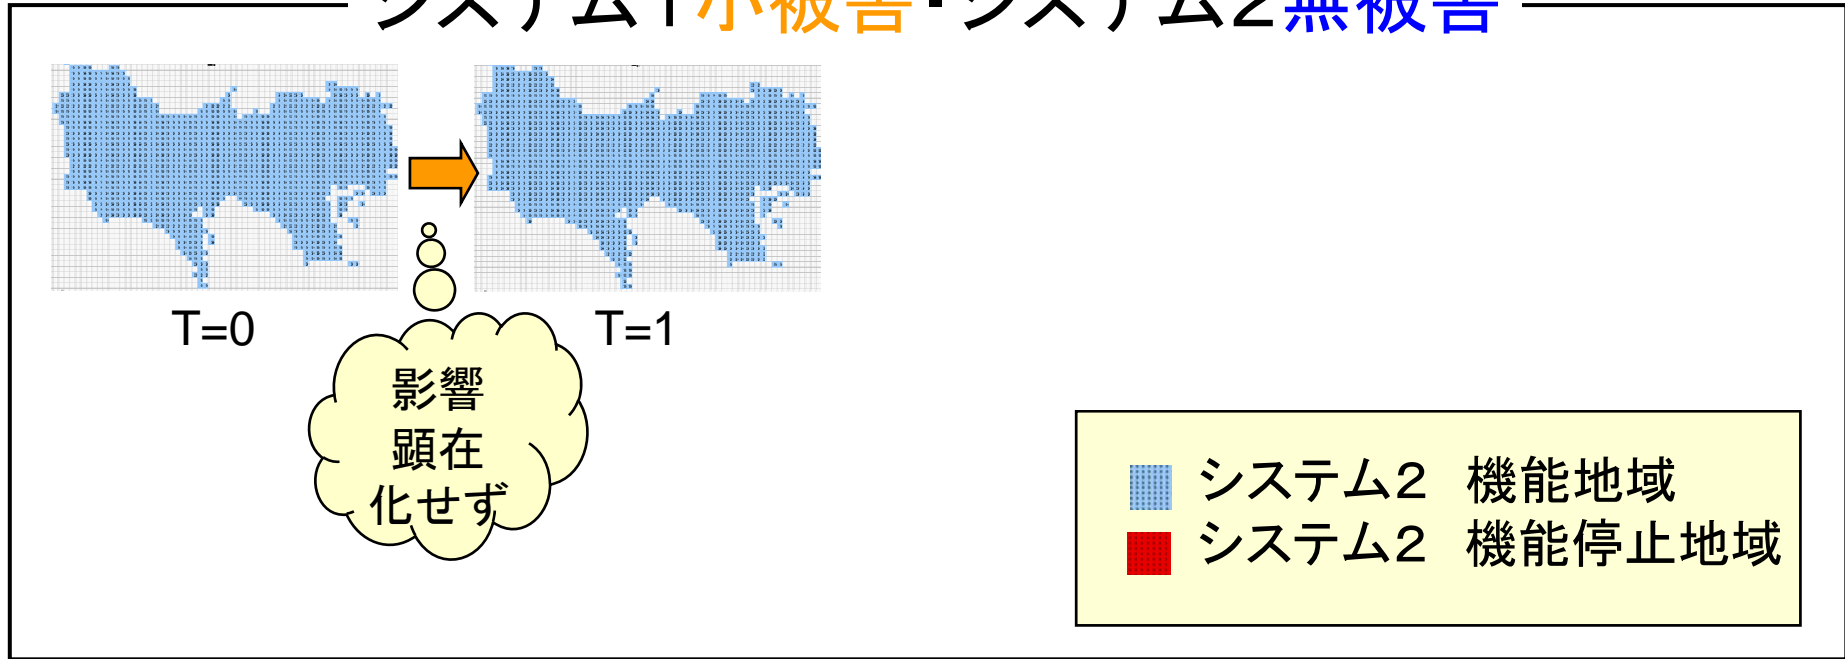 システム1小被害・システム2無被害
T=0
T=1
影響
顕在
化せず
システム２　機能地域
システム２　機能停止地域